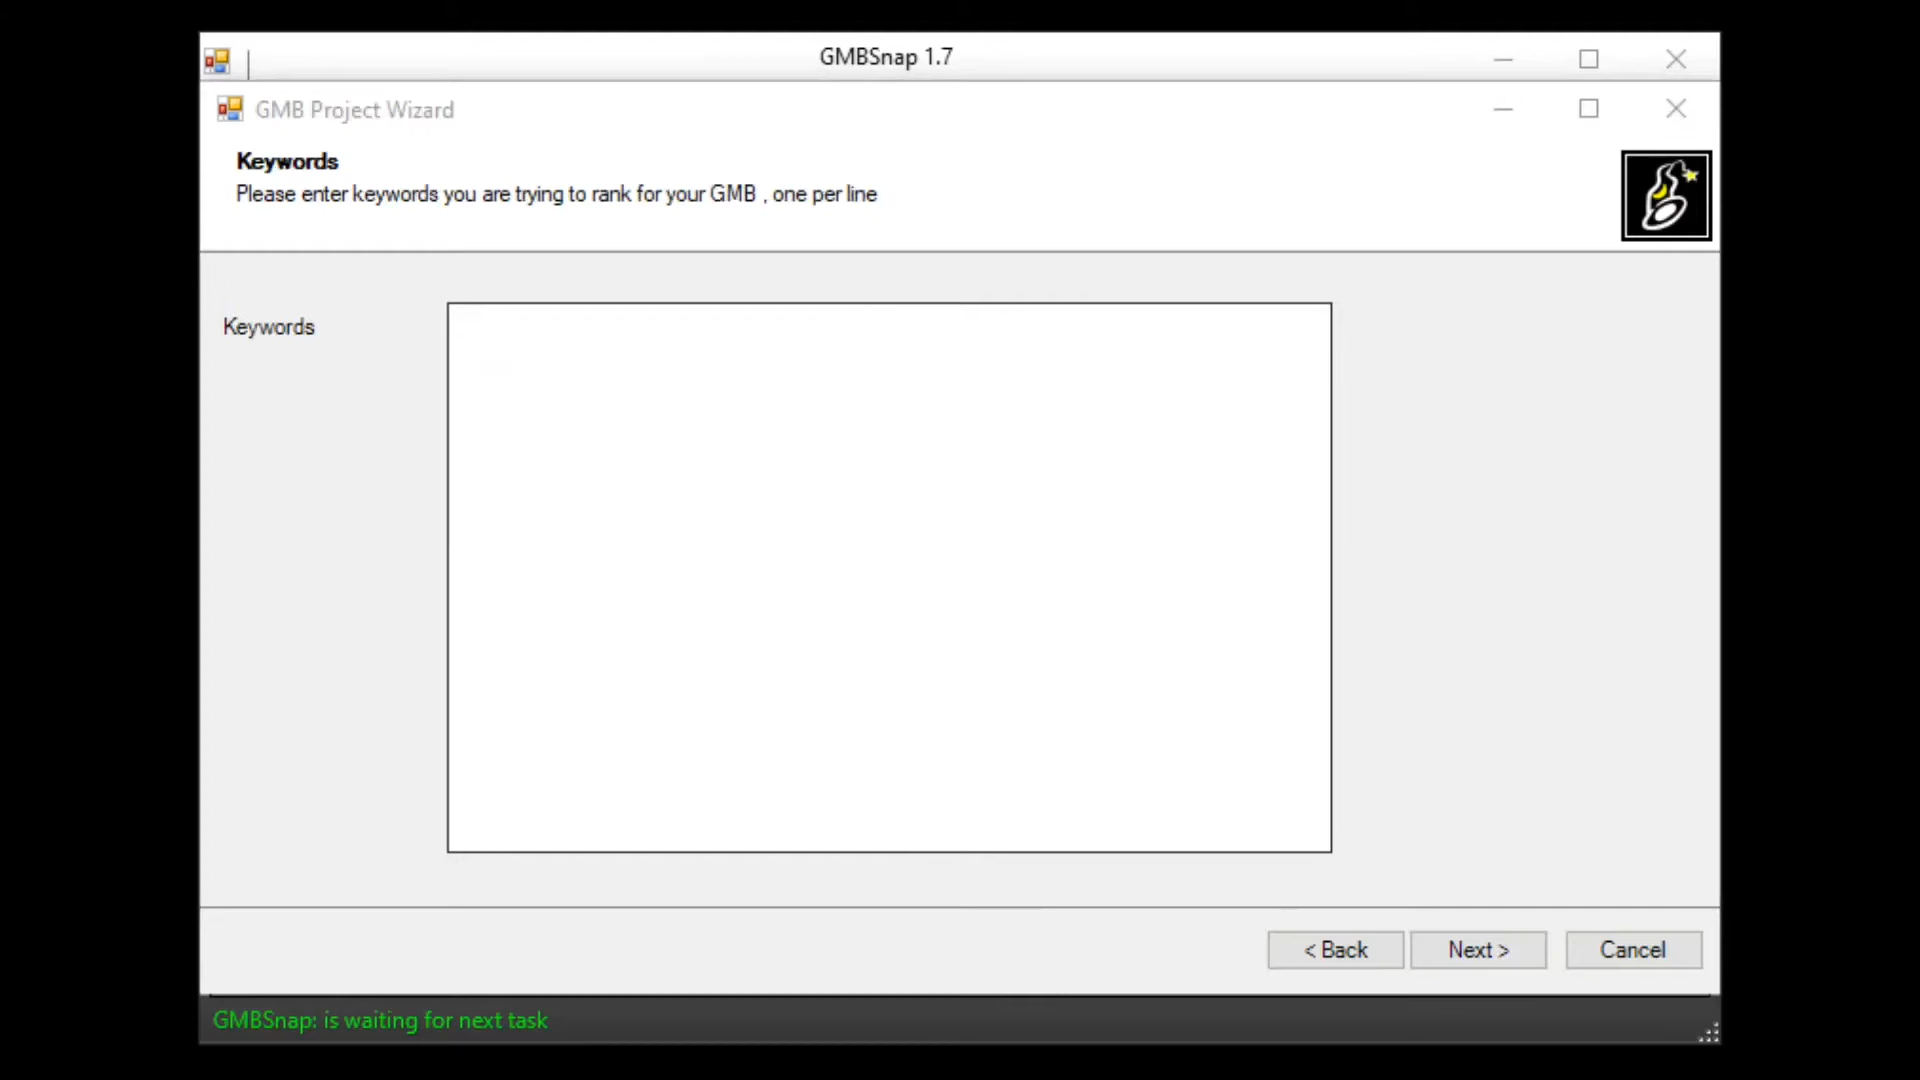 GMBSnap 1.7
GMB Project Wizard
Keywords
Please enter keywords you are trying to rank for your GMB , one per line
Keywords
< Back
Next >
Cancel
GMBSnap: is waiting for next task